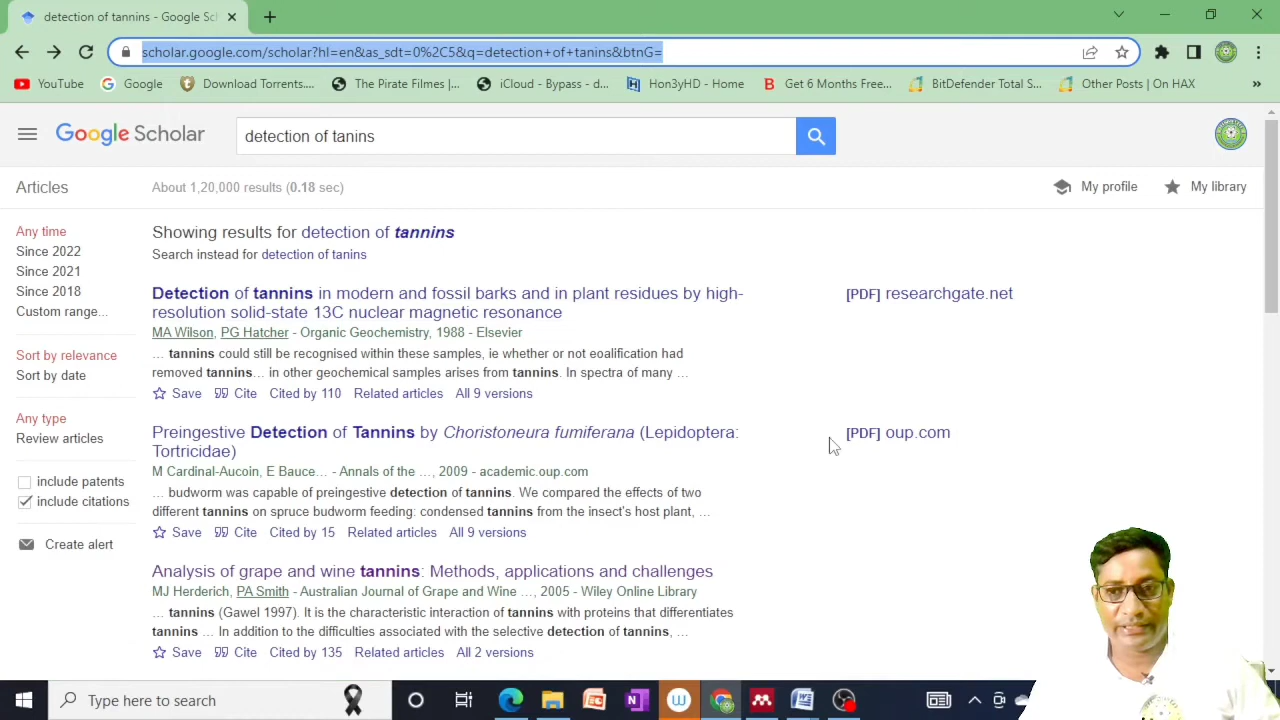 detection of tannins - Google Sch
scholar.google.com/scholar?hl=en&as_sdt=0%2C5&q=detection+of+tanins&btnG=
YouTube
Google
Download Torrents....
The Pirate Filmes |...
iCloud - Bypass - d...
Hon3yHD - Home
Get 6 Months Free...
BitDefender Total S...
Other Posts | On HAX
Google Scholar
detection of tanins
Articles
About 1,20,000 results (0.18 sec)
My profile
My library
Any time
Since 2022
Since 2021
Since 2018
Custom range...
Sort by relevance
Sort by date
Any type
Review articles
include patents
include citations
Create alert
Showing results for detection of tannins
Search instead for detection of tanins
Detection of tannins in modern and fossil barks and in plant residues by high-
resolution solid-state 13C nuclear magnetic resonance
[PDF] researchgate.net
MA Wilson, PG Hatcher - Organic Geochemistry, 1988 - Elsevier
… tannins could still be recognised within these samples, ie whether or not eoalification had
removed tannins… in other geochemical samples arises from tannins. In spectra of many …
Save Cite Cited by 110 Related articles All 9 versions
Preingestive Detection of Tannins by Choristoneura fumiferana (Lepidoptera:
Tortricidae)
[PDF] oup.com
M Cardinal-Aucoin, E Bauce… - Annals of the …, 2009 - academic.oup.com
… budworm was capable of preingestive detection of tannins. We compared the effects of two
different tannins on spruce budworm feeding: condensed tannins from the insect's host plant, …
Save Cite Cited by 15 Related articles All 9 versions
Analysis of grape and wine tannins: Methods, applications and challenges
MJ Herderich, PA Smith - Australian Journal of Grape and Wine …, 2005 - Wiley Online Library
… tannins (Gawel 1997). It is the characteristic interaction of tannins with proteins that differentiates
tannins … In addition to the difficulties associated with the selective detection of tannins, …
Save Cite Cited by 135 Related articles All 2 versions
Type here to search